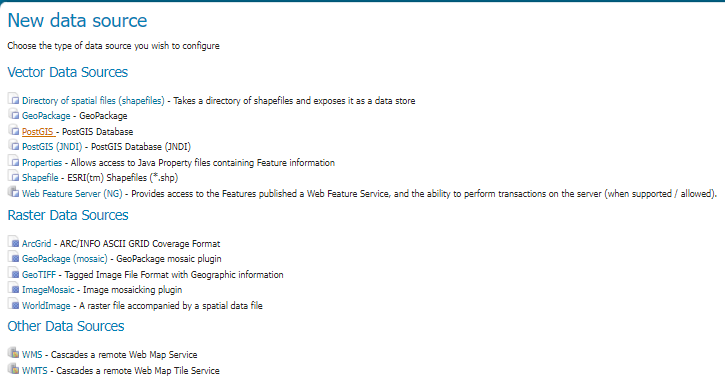 New data source
Choose the type of data source you wish to configure
Vector Data Sources
Directory of spatial files (shapefiles) - Takes a directory of shapefiles and exposes it as a data store
GeoPackage - GeoPackage
PostGIS - PostGIS Database
PostGIS (JNDI) - PostGIS Database (JNDI)
Properties - Allows access to Java Property files containing Feature information
Shapefile - ESRI(tm) Shapefiles (*.shp)
Web Feature Server (NG) - Provides access to the Features published a Web Feature Service, and the ability to perform transactions on the server (when supported / allowed).
Raster Data Sources
ArcGrid - ARC/INFO ASCII GRID Coverage Format
GeoPackage (mosaic) - GeoPackage mosaic plugin
GeoTIFF - Tagged Image File Format with Geographic information
ImageMosaic - Image mosaicking plugin
WorldImage - A raster file accompanied by a spatial data file
Other Data Sources
WMS - Cascades a remote Web Map Service
WMTS - Cascades a remote Web Map Tile Service